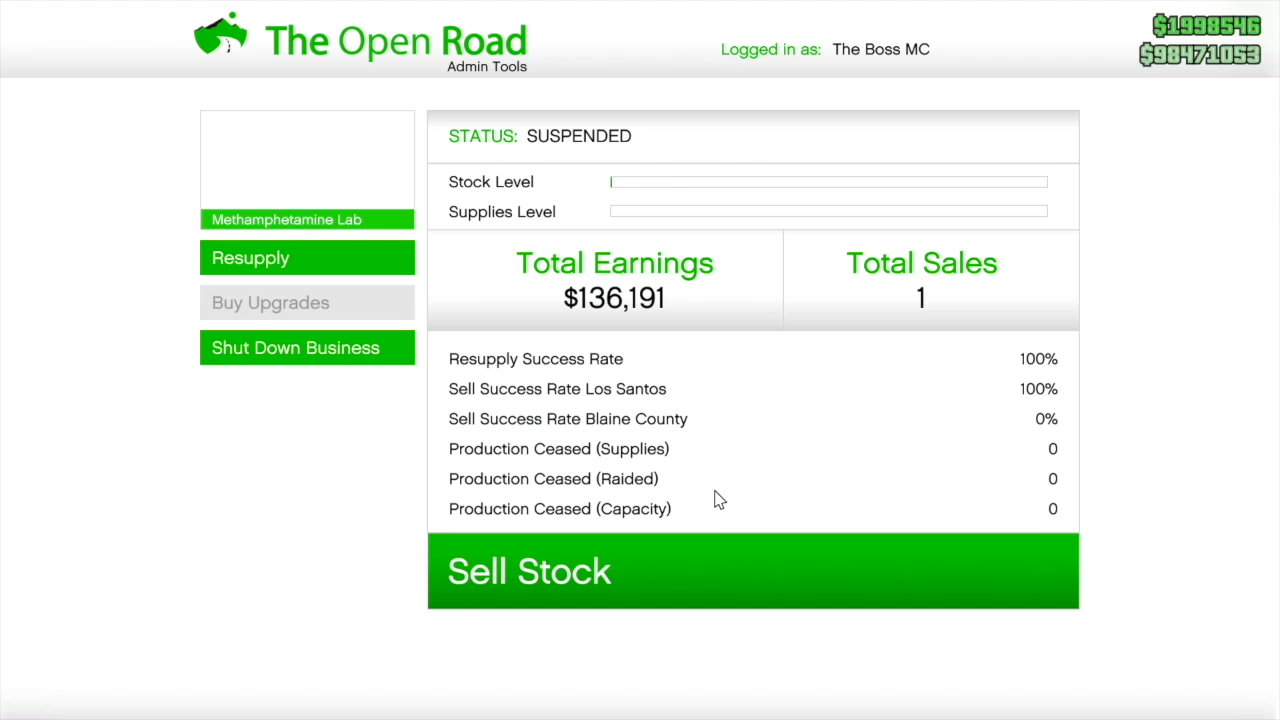 The Open Road
Admin Tools
Logged in as: The Boss MC
$1998546
$98471053
Methamphetamine Lab
Resupply
Buy Upgrades
Shut Down Business
STATUS: SUSPENDED
Stock Level
Supplies Level
Total Earnings
$136,191
Total Sales
1
Resupply Success Rate 100%
Sell Success Rate Los Santos 100%
Sell Success Rate Blaine County 0%
Production Ceased (Supplies) 0
Production Ceased (Raided) 0
Production Ceased (Capacity) 0
Sell Stock